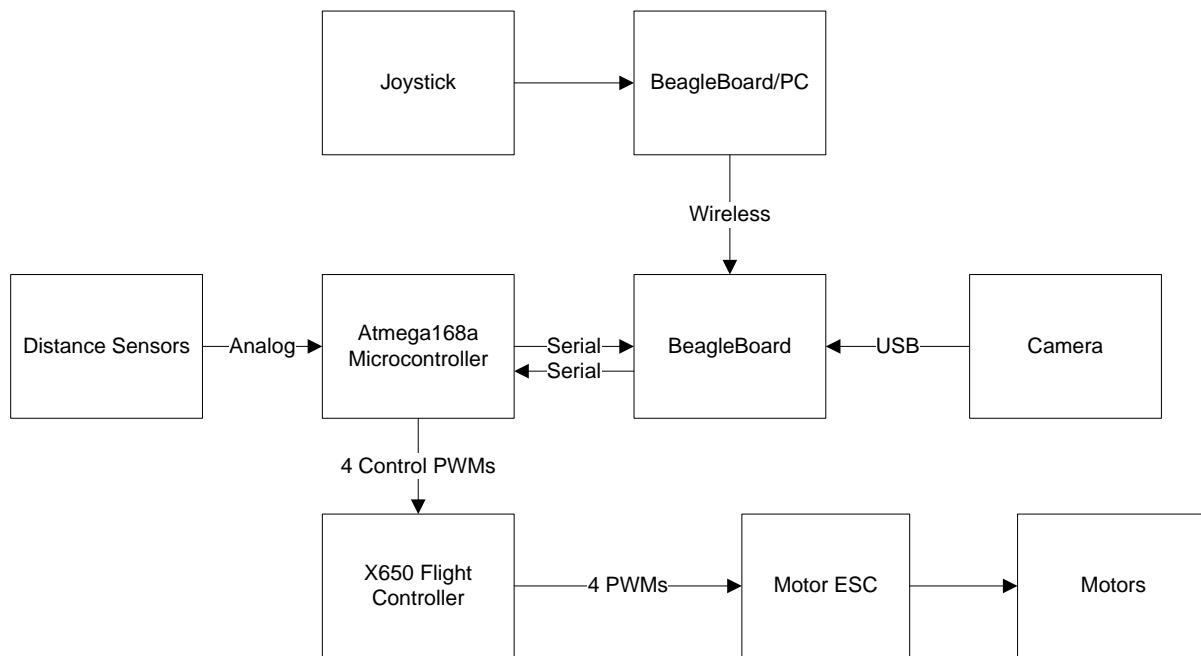 Joystick
BeagleBoard/PC
Wireless
Distance Sensors
Analog
Atmega168a
Microcontroller
Serial
Serial
BeagleBoard
USB
Camera
4 Control PWMs
X650 Flight
Controller
4 PWMs
Motor ESC
Motors